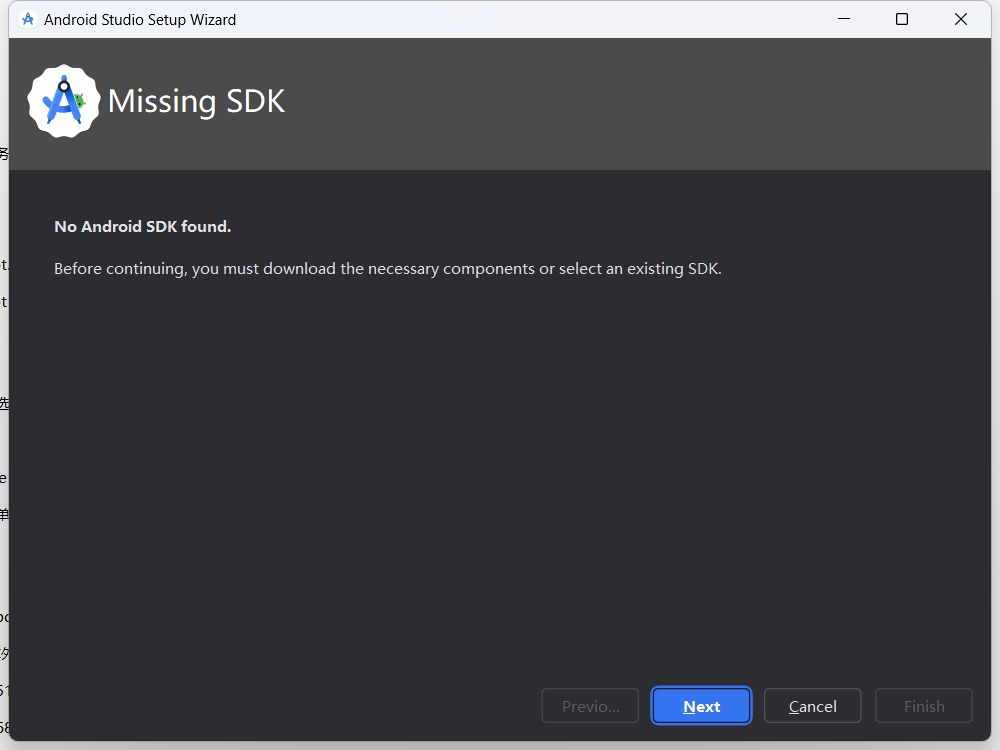 Android Studio Setup Wizard
Missing SDK
No Android SDK found.
Before continuing, you must download the necessary components or select an existing SDK.
Previo...
Next
Cancel
Finish